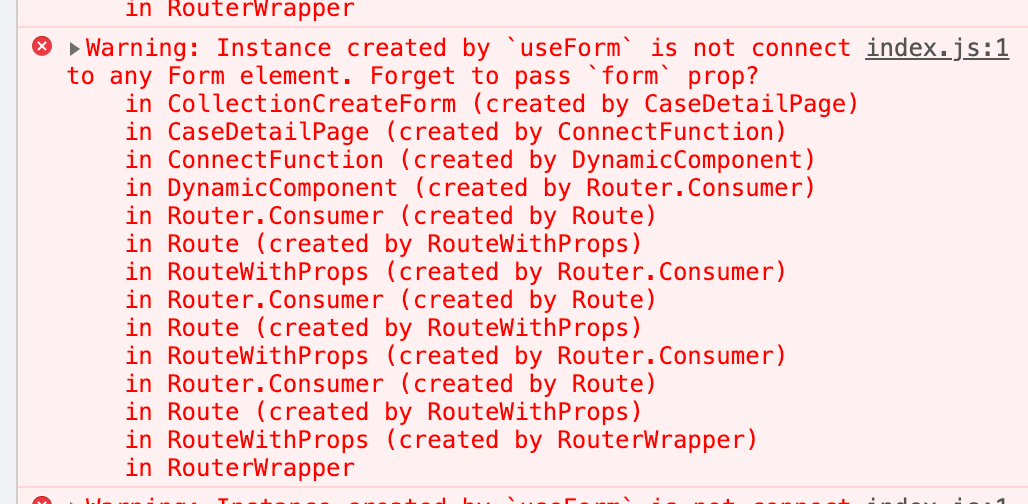 in RouterWrapper
Warning: Instance created by `useForm` is not connect index.js:1
to any Form element. Forget to pass `form` prop?
in CollectionCreateForm (created by CaseDetailPage)
in CaseDetailPage (created by ConnectFunction)
in ConnectFunction (created by DynamicComponent)
in DynamicComponent (created by Router.Consumer)
in Router.Consumer (created by Route)
in Route (created by RouteWithProps)
in RouteWithProps (created by Router.Consumer)
in Router.Consumer (created by Route)
in Route (created by RouteWithProps)
in RouteWithProps (created by Router.Consumer)
in Router.Consumer (created by Route)
in Route (created by RouteWithProps)
in RouteWithProps (created by RouterWrapper)
in RouterWrapper
Warning: Instance created by `useForm` is not connect index.js:1